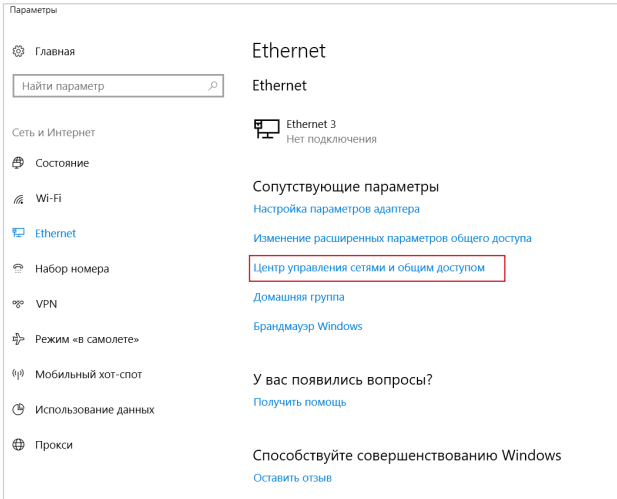 Параметры
Главная
Найти параметр
Сеть и Интернет
Состояние
Wi-Fi
Ethernet
Набор номера
VPN
Режим «в самолете»
Мобильный хот-спот
Использование данных
Прокси
Ethernet
Ethernet
Ethernet 3
Нет подключения
Сопутствующие параметры
Настройка параметров адаптера
Изменение расширенных параметров общего доступа
Центр управления сетями и общим доступом
Домашняя группа
Брандмауэр Windows
У вас появились вопросы?
Получить помощь
Способствуйте совершенствованию Windows
Оставить отзыв